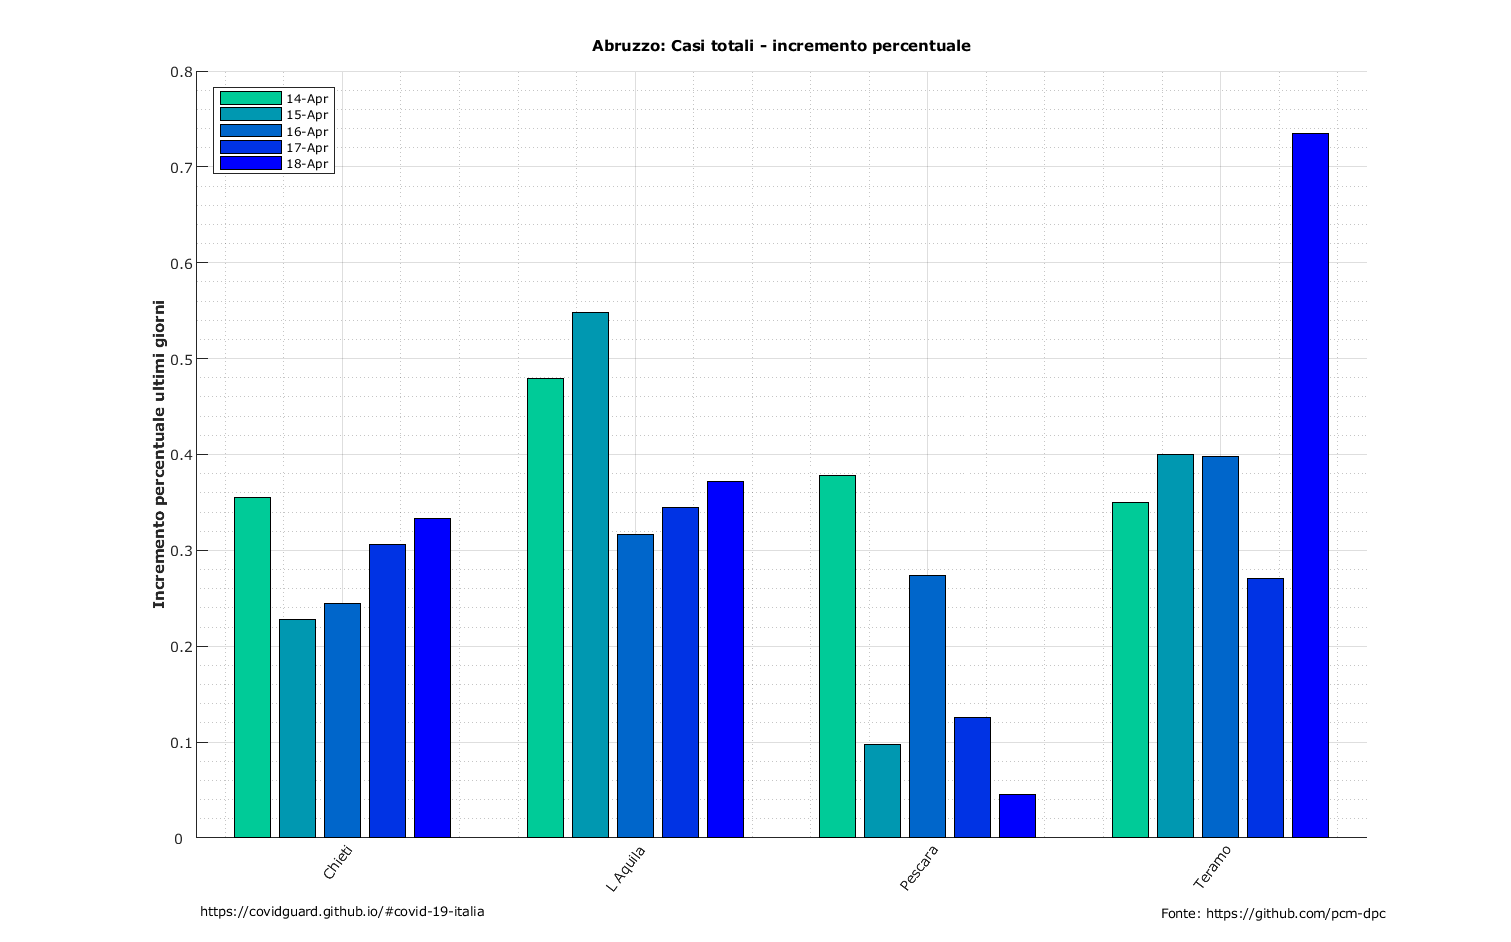 Abruzzo: Casi totali - incremento percentuale
14-Apr
15-Apr
16-Apr
17-Apr
18-Apr
Incremento percentuale ultimi giorni
0.8
0.7
0.6
0.5
0.4
0.3
0.2
0.1
0
Chieti
L Aquila
Pescara
Teramo
https://covidguard.github.io/#covid-19-italia
Fonte: https://github.com/pcm-dpc